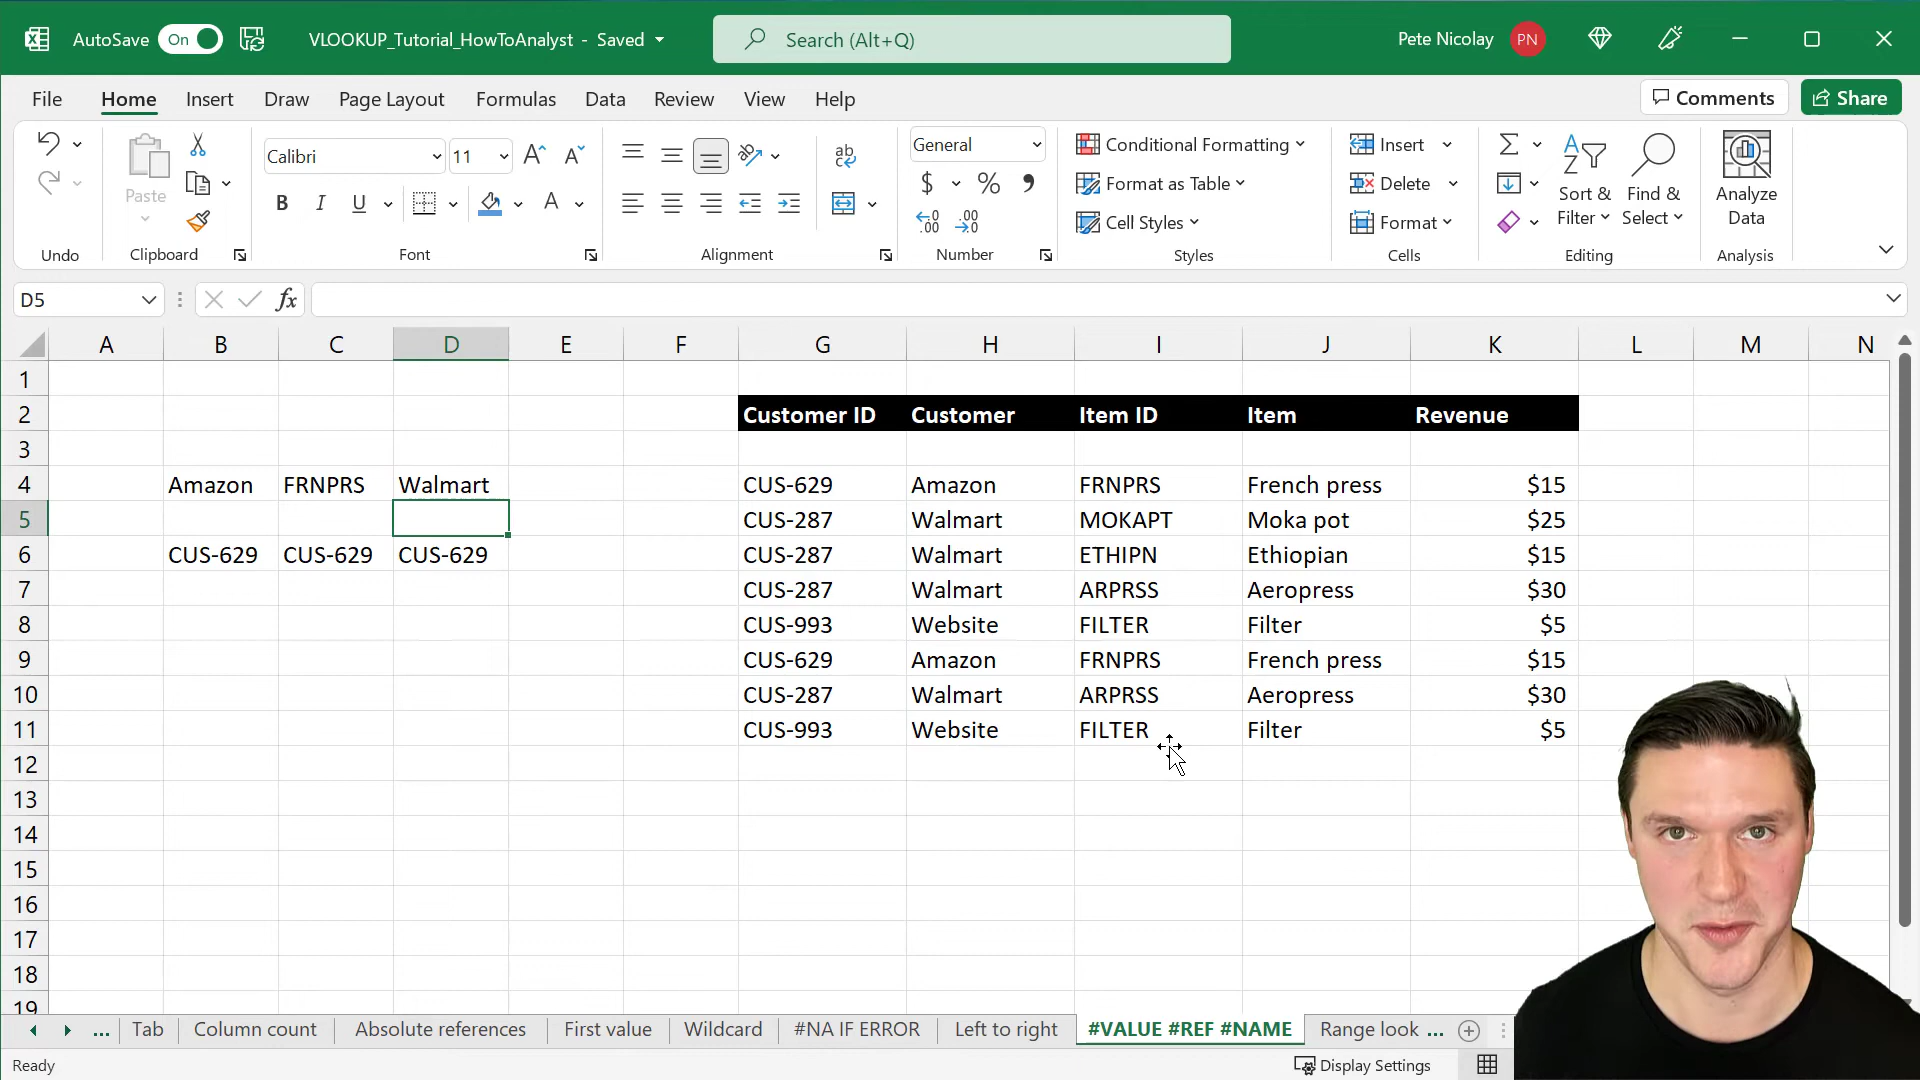 AutoSave On VLOOKUP_Tutorial_HowToAnalyst - Saved Search (Alt+Q) Pete Nicolay PN
File Home Insert Draw Page Layout Formulas Data Review View Help Comments Share
Paste Calibri 11 General Conditional Formatting Insert
B I U $ % Format as Table Delete Sort & Filter Find & Select Analyze Data
Cell Styles Format
Undo Clipboard Font Alignment Number Styles Cells Editing Analysis
D5 fx
A B C D E F G H I J K L M N
1
2 Customer ID Customer Item ID Item Revenue
3
4 Amazon FRNPRS Walmart CUS-629 Amazon FRNPRS French press $15
5 CUS-287 Walmart MOKAPT Moka pot $25
6 CUS-629 CUS-629 CUS-629 CUS-287 Walmart ETHIPN Ethiopian $15
7 CUS-287 Walmart ARPRSS Aeropress $30
8 CUS-993 Website FILTER Filter $5
9 CUS-629 Amazon FRNPRS French press $15
10 CUS-287 Walmart ARPRSS Aeropress $30
11 CUS-993 Website FILTER Filter $5
12
13
14
15
16
17
18
19
... Tab Column count Absolute references First value Wildcard #NA IF ERROR Left to right #VALUE #REF #NAME Range look ...
Ready Display Settings